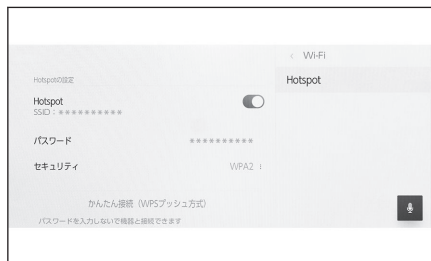 Wi-Fi
Hotspot
Hotspotの設定
Hotspot
SSID：**********
パスワード
**********
セキュリティ
WPA2
かんたん接続（WPSプッシュ方式）
パスワードを入力しないで機器と接続できます